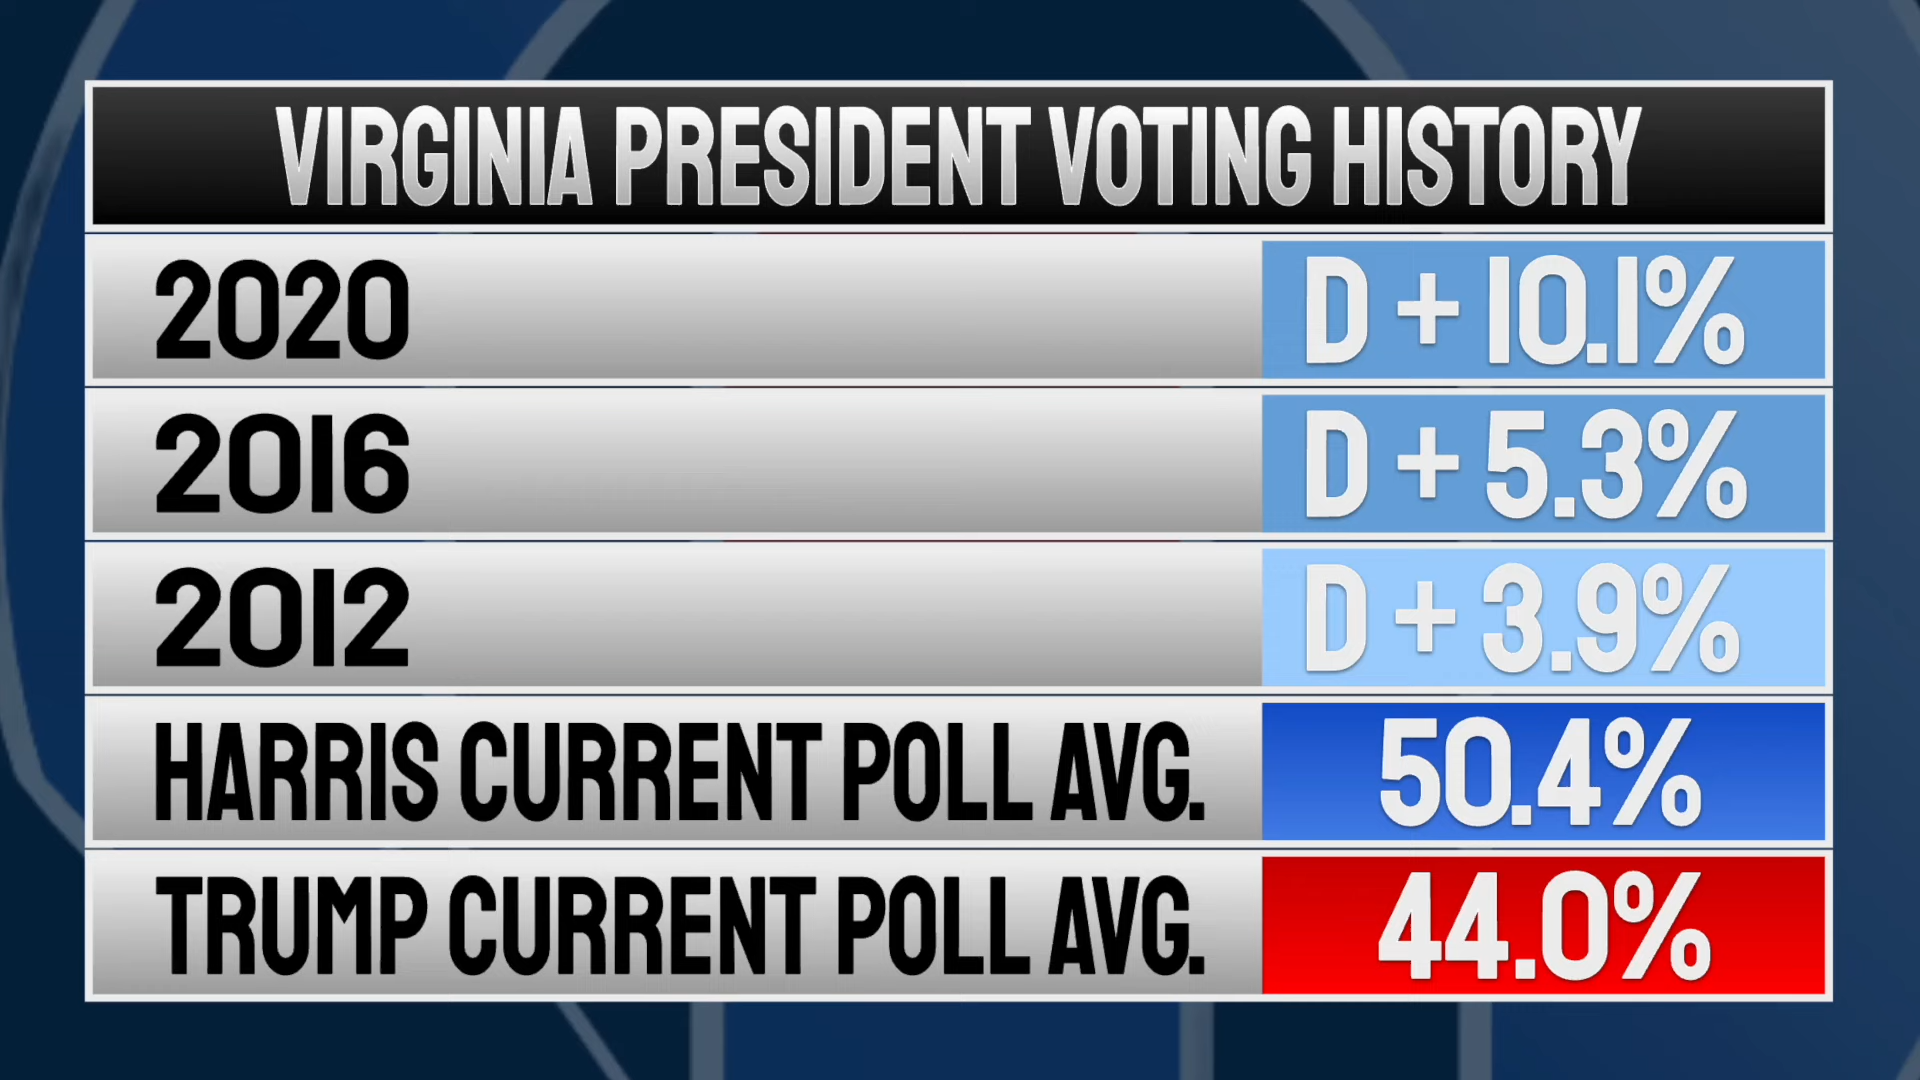 VIRGINIA PRESIDENT VOTING HISTORY
2020 D + 10.1%
2016 D + 5.3%
2012 D + 3.9%
HARRIS CURRENT POLL AVG. 50.4%
TRUMP CURRENT POLL AVG. 44.0%